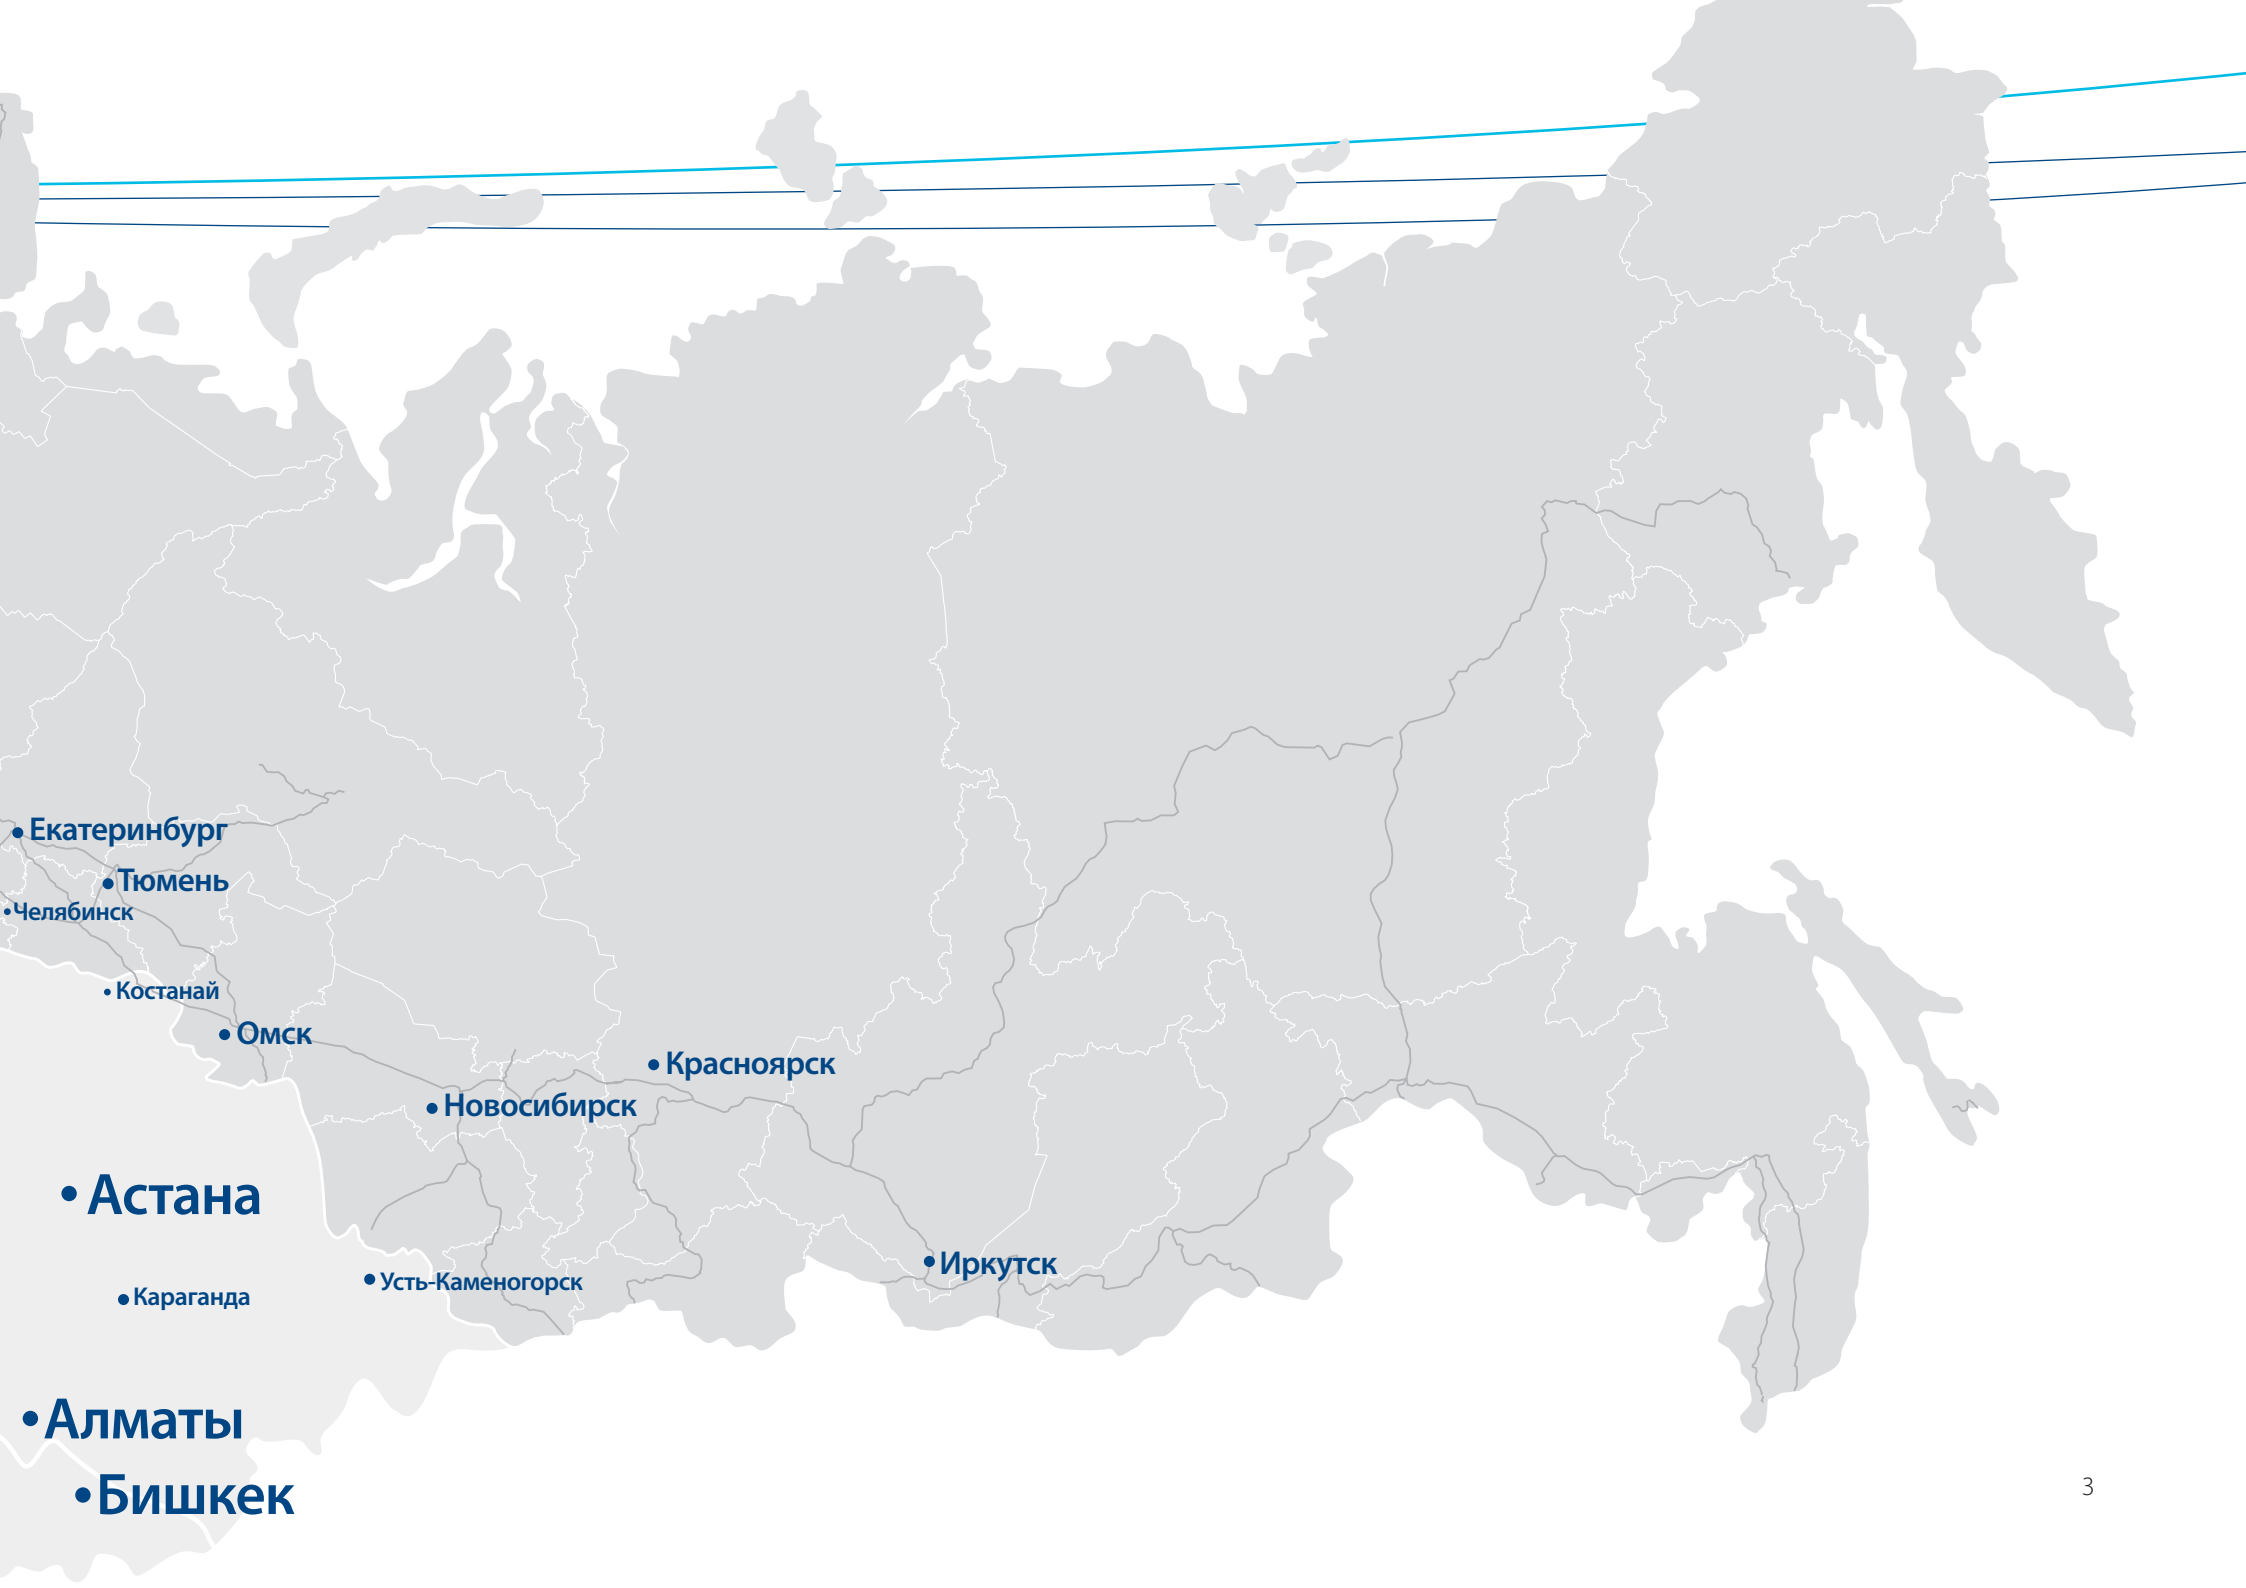 Екатеринбург
Тюмень
Челябинск
Костанай
Омск
Красноярск
Новосибирск
Астана
Иркутск
Усть-Каменогорск
Караганда
Алматы
Бишкек
3